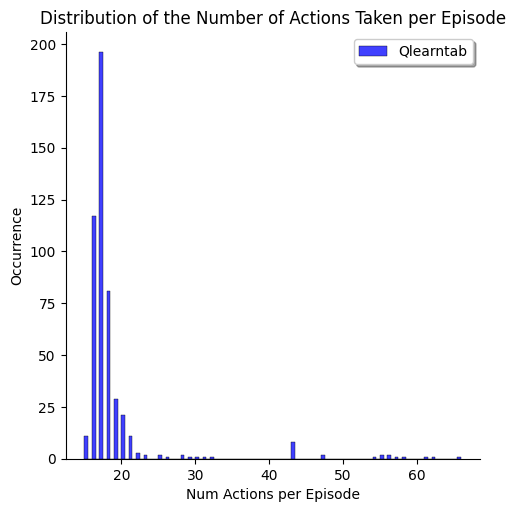 Distribution of the Number of Actions Taken per Episode
Qlearntab
200
175
150
125
100
75
50
25
0
Occurrence
20 30 40 50 60
Num Actions per Episode